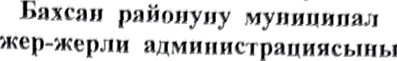 Бахсан районуну муниципал
жер-жерли администрациясыны